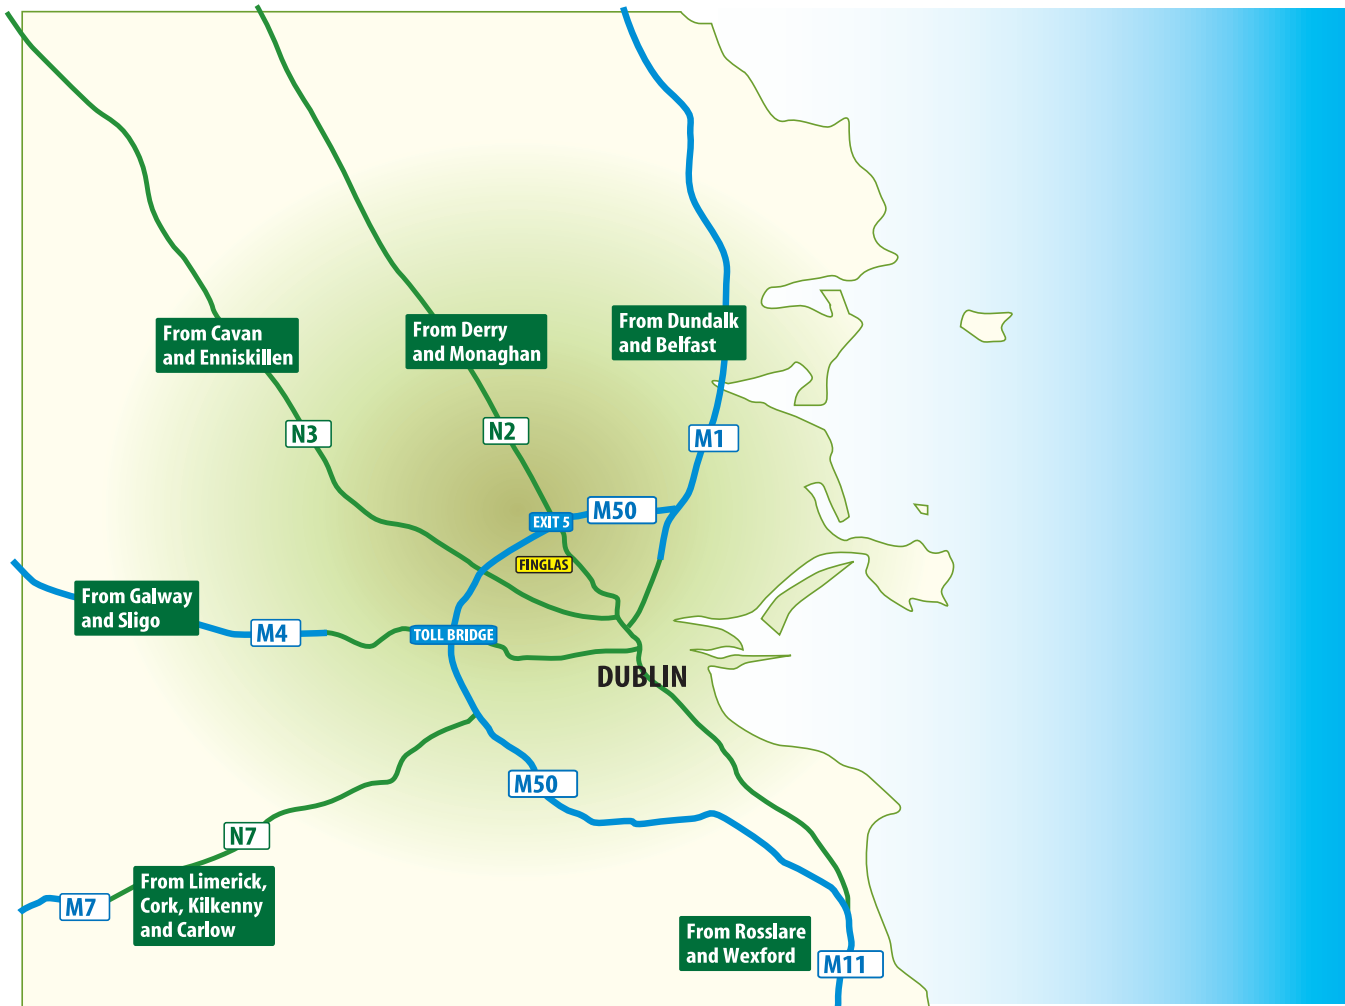 From Cavan
and Enniskillen
From Derry
and Monaghan
From Dundalk
and Belfast
N3
N2
M1
M50
EXIT 5
FINGLAS
From Galway
and Sligo
M4
TOLL BRIDGE
DUBLIN
M50
N7
From Limerick,
Cork, Kilkenny
and Carlow
M7
From Rosslare
and Wexford
M11